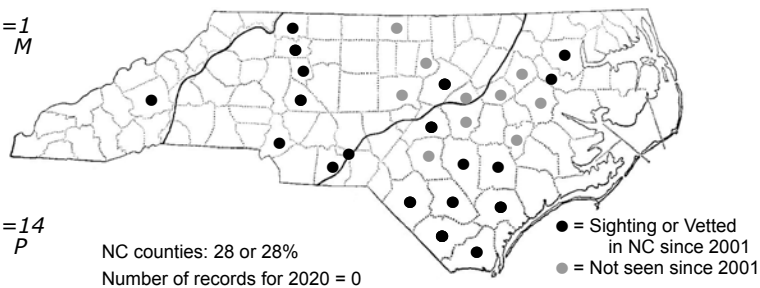 =1
M
=14
P
NC counties: 28 or 28%
Number of records for 2020 = 0
= Sighting or Vetted
in NC since 2001
= Not seen since 2001